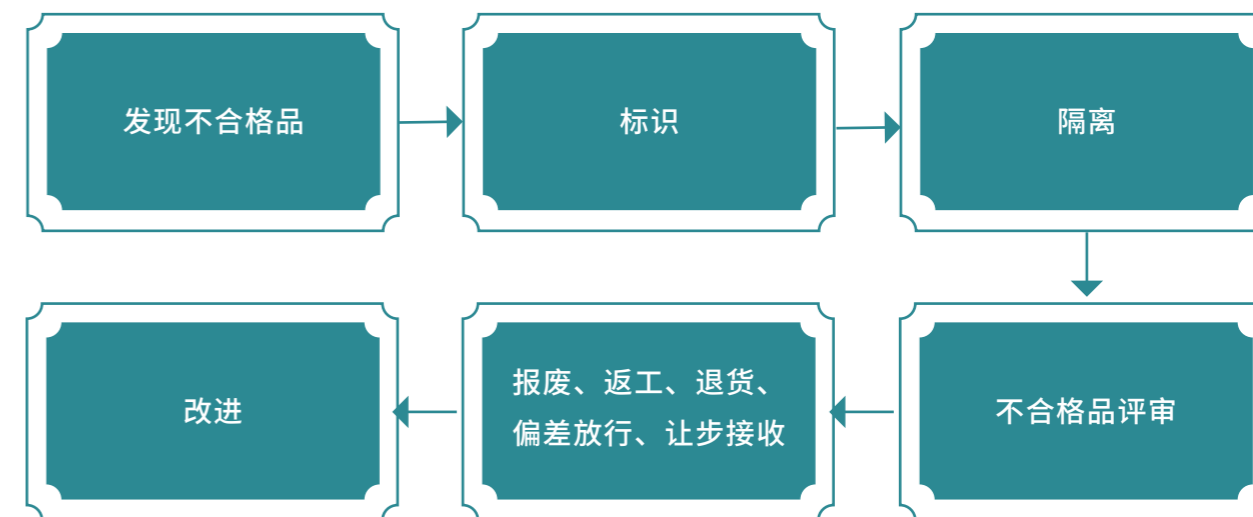 发现不合格品
标识
隔离
不合格品评审
报废、返工、退货、
偏差放行、让步接收
改进